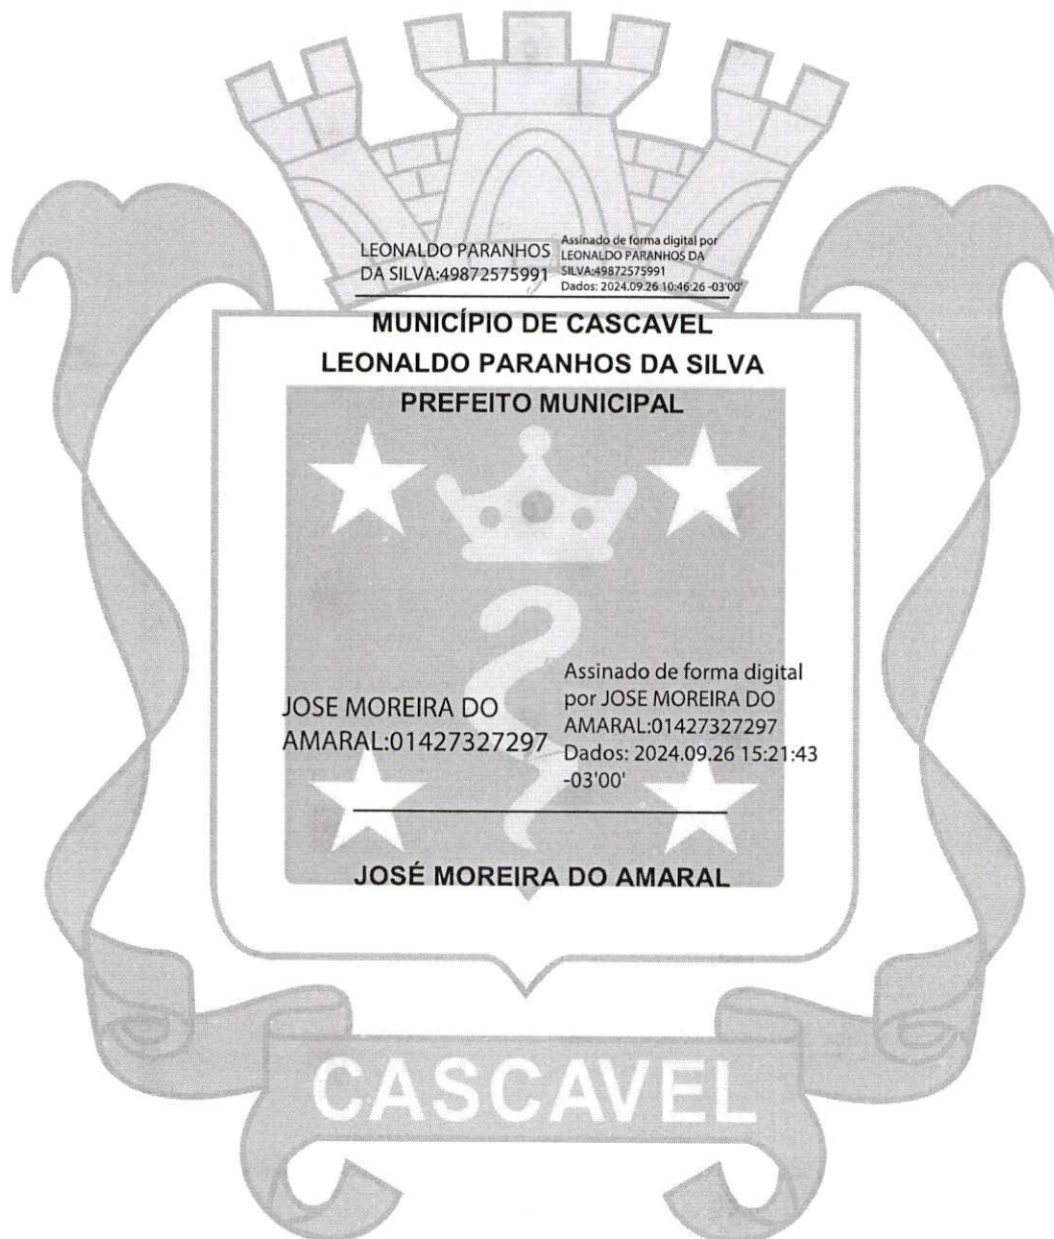 LEONALDO PARANHOS
DA SILVA:49872575991
Assinado de forma digital por
LEONALDO PARANHOS DA
SILVA:49872575991
Dados: 2024.09.26 10:46:26 -03'00'
MUNICÍPIO DE CASCAVEL
LEONALDO PARANHOS DA SILVA
PREFEITO MUNICIPAL
JOSE MOREIRA DO
AMARAL:01427327297
Assinado de forma digital
por JOSE MOREIRA DO
AMARAL:01427327297
Dados: 2024.09.26 15:21:43
-03'00'
JOSÉ MOREIRA DO AMARAL
CASCAVEL